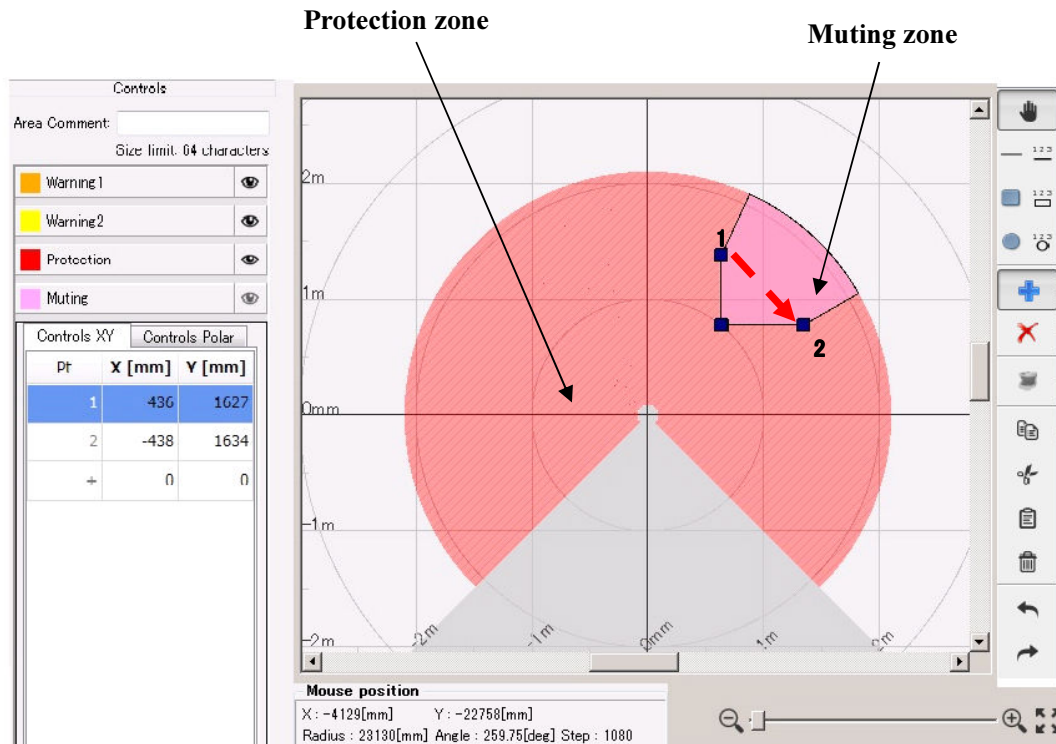 Protection zone
Muting zone
Controls
Area Comment:
Size limit: 64 characters
Warning1
Warning2
Protection
Muting
Controls XY
Controls Polar
Pt X [mm] Y [mm]
1 436 1627
2 -438 1634
+ 0 0
2m
1m
0mm
-1m
-2m
-2m
-1m
0mm
1m
2m
1
2
123
123
123
Mouse position
X : -4129[mm] Y : -22758[mm]
Radius : 23130[mm] Angle : 259.75[deg] Step : 1080